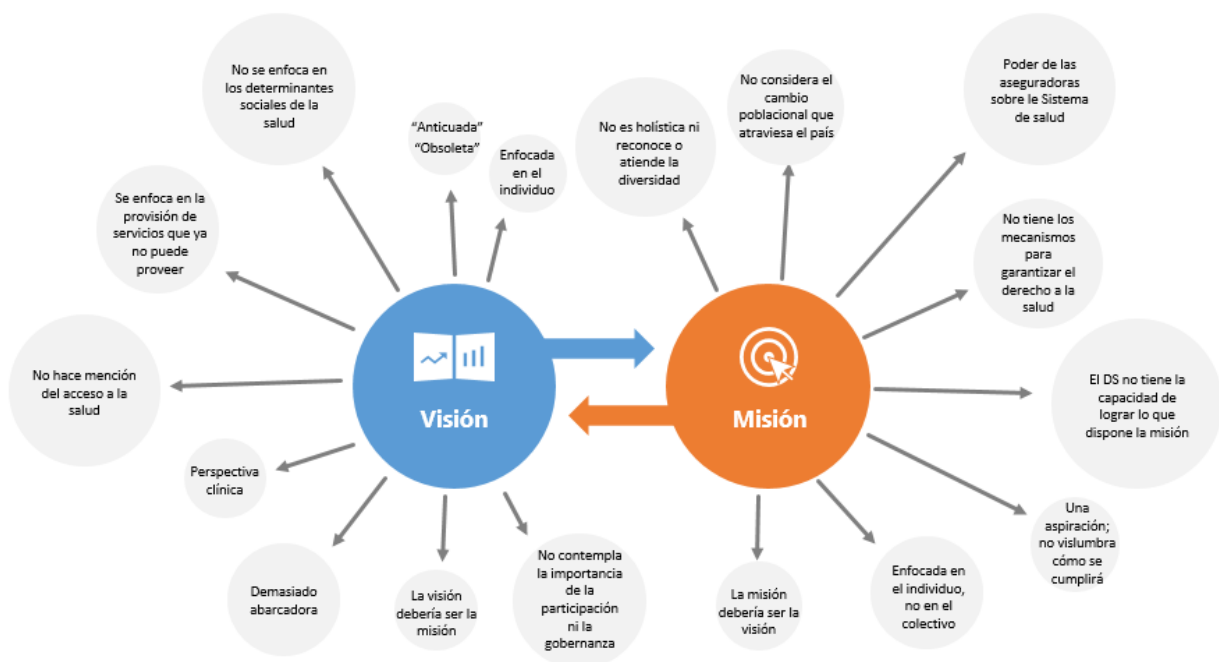 No se enfoca en
los determinantes
sociales de la
salud
“Anticuada”
“Obsoleta”
Enfocada
en el
individuo
No es holística ni
reconoce o
atiende la
diversidad
No considera el
cambio
poblacional que
atraviesa el país
Poder de las
aseguradoras
sobre le Sistema
de salud
Se enfoca en la
provisión de
servicios que ya
no puede
proveer
No tiene los
mecanismos
para
garantizar el
derecho a la
salud
No hace mención
del acceso a la
salud
Visión
Misión
El DS no tiene la
capacidad de
lograr lo que
dispone la misión
Perspectiva
clínica
Una
aspiración;
no vislumbra
cómo se
cumplirá
Demasiado
abarcadora
La visión
debería ser la
misión
No contempla
la importancia
de la
participación
ni la
gobernanza
La misión
debería ser la
visión
Enfocada en
el individuo,
no en el
colectivo